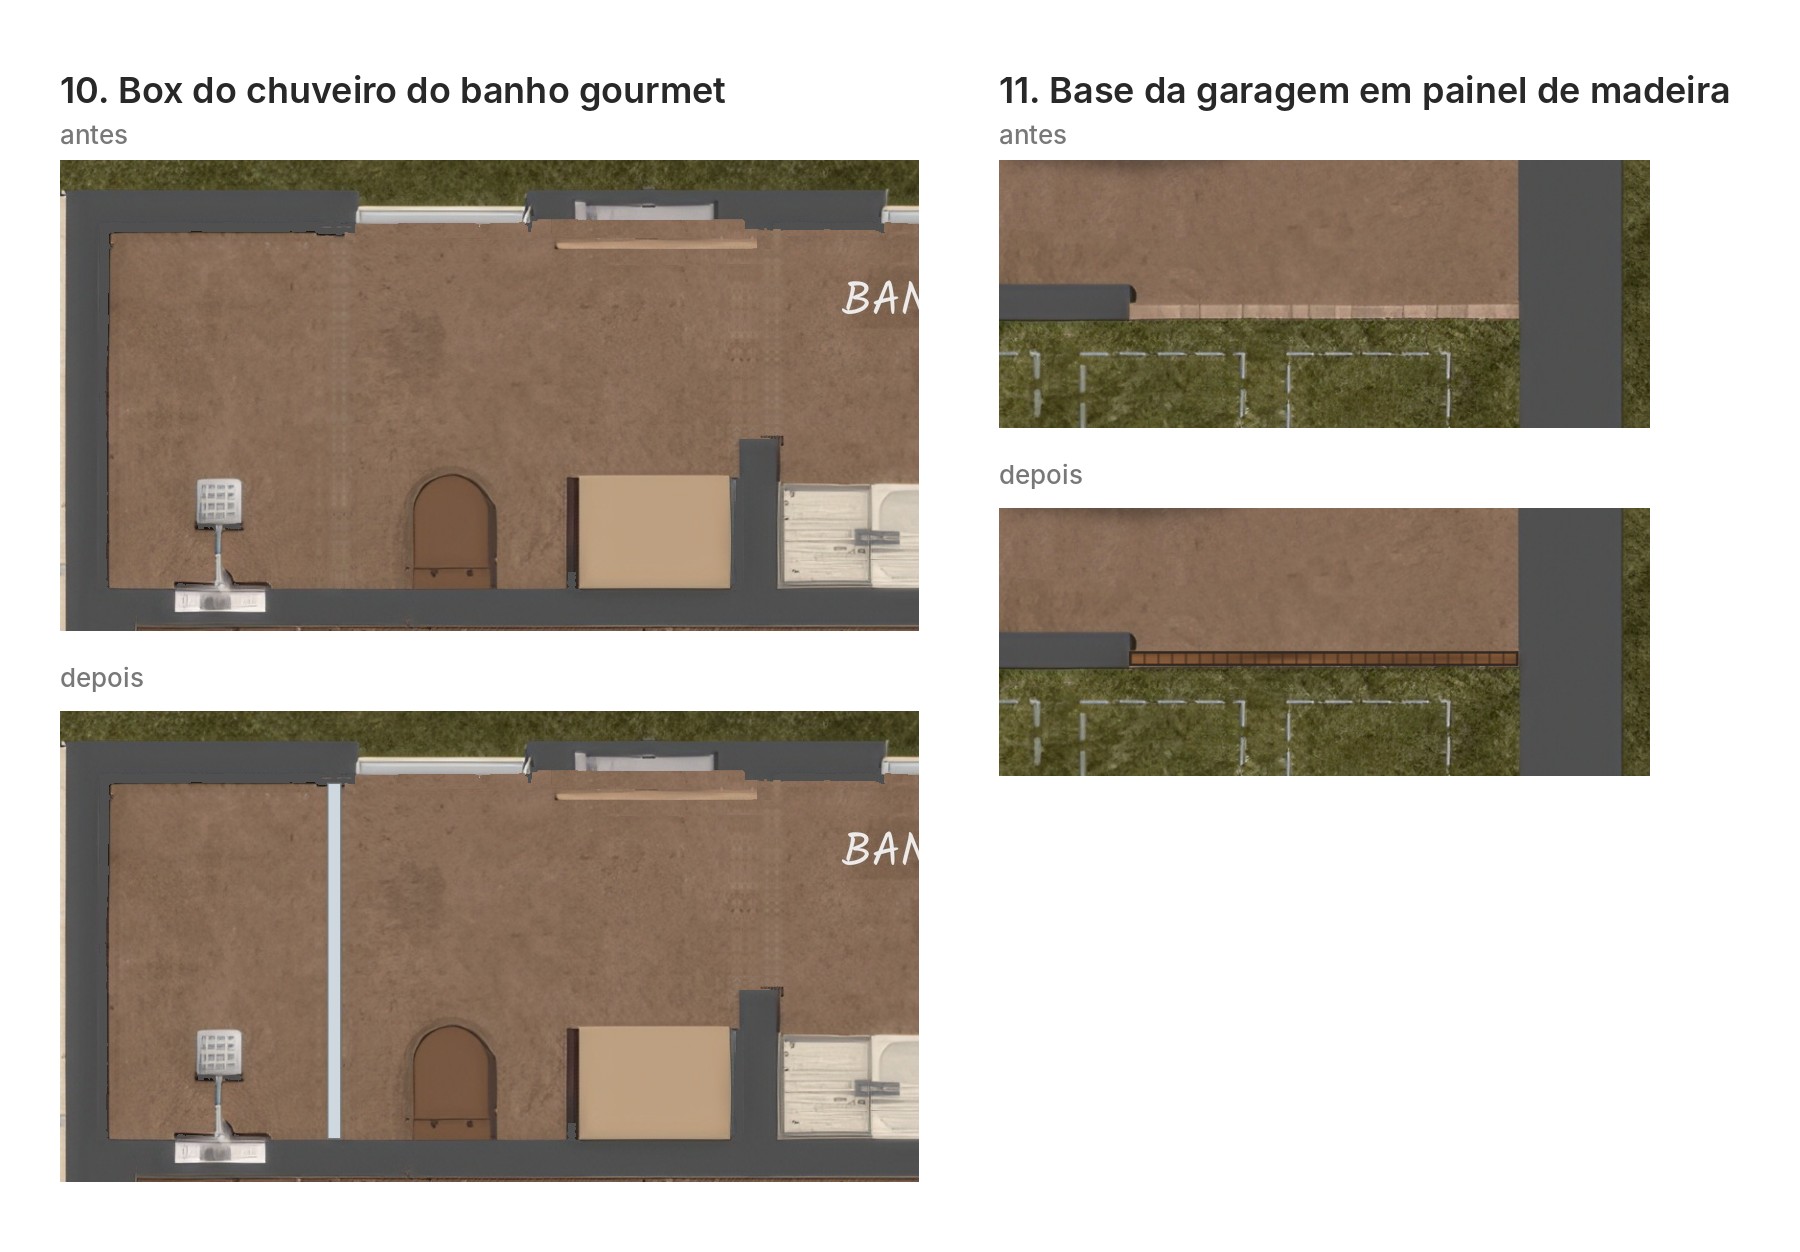 10. Box do chuveiro do banho gourmet
antes
BAN
depois
BAN
11. Base da garagem em painel de madeira
antes
depois